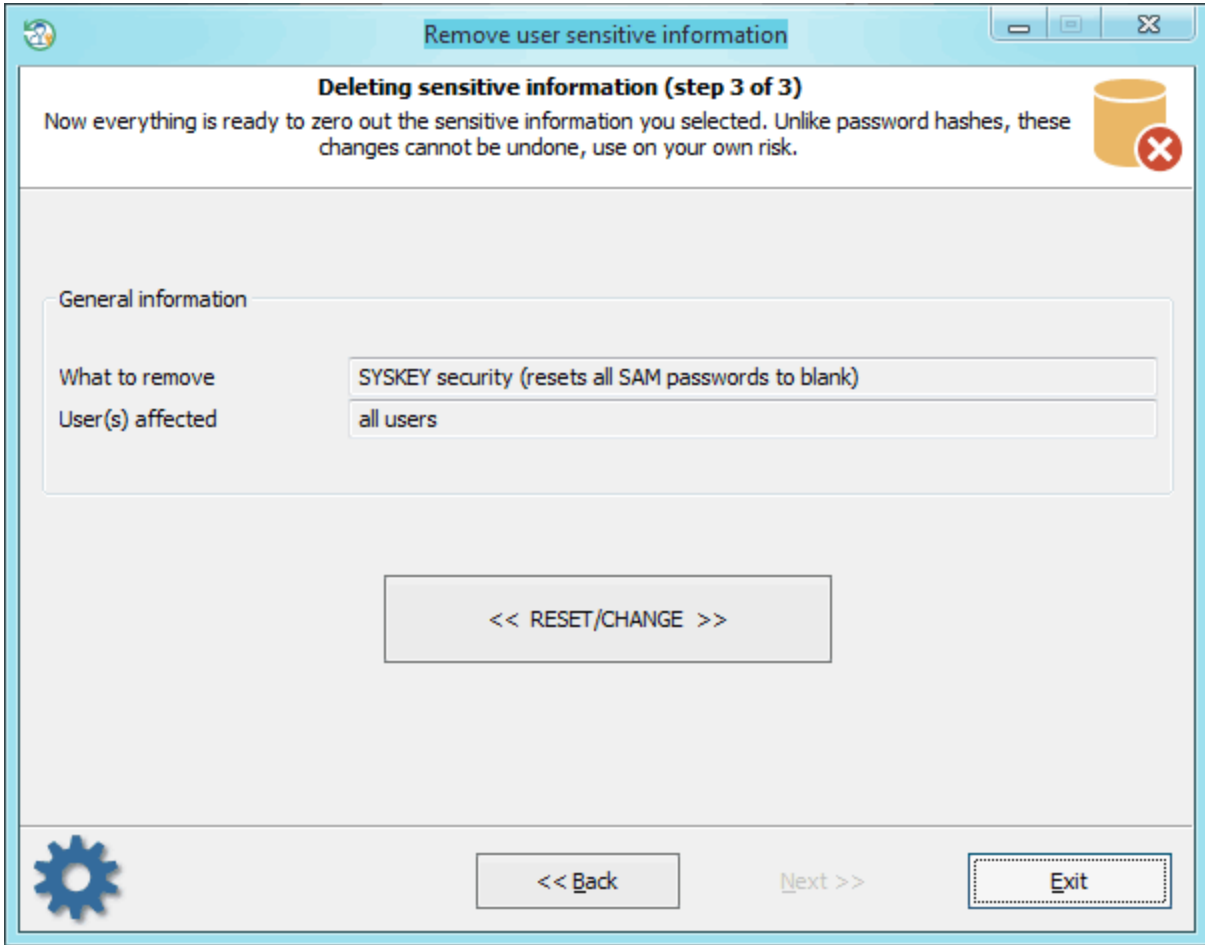 Remove user sensitive information
Deleting sensitive information (step 3 of 3)
Now everything is ready to zero out the sensitive information you selected. Unlike password hashes, these
changes cannot be undone, use on your own risk.
General information
What to remove
SYSKEY security (resets all SAM passwords to blank)
User(s) affected
all users
<< RESET/CHANGE >>
<< Back
Next >>
Exit